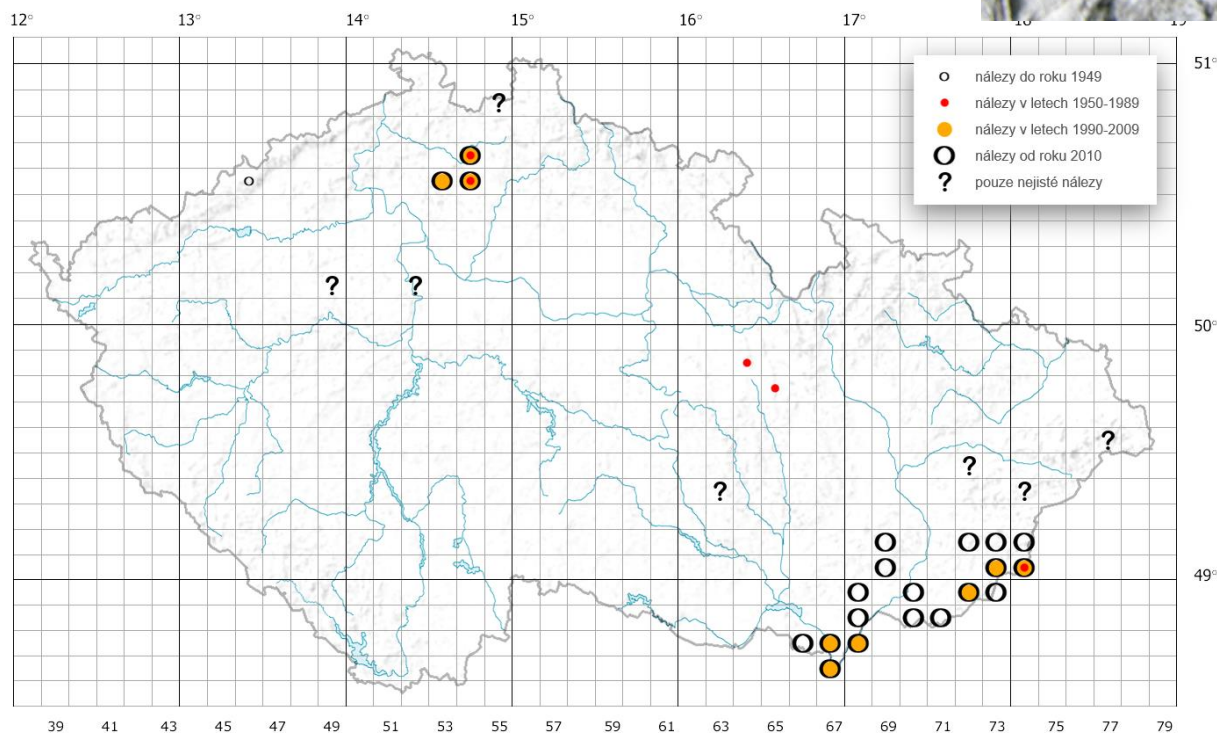 12° 13° 14° 15° 16° 17°
51°
nálezy do roku 1949
nálezy v letech 1950-1989
nálezy v letech 1990-2009
nálezy od roku 2010
? pouze nejisté nálezy
?
? ?
50°
?
? ?
?
49°
39 41 43 45 47 49 51 53 55 57 59 61 63 65 67 69 71 73 75 77 79